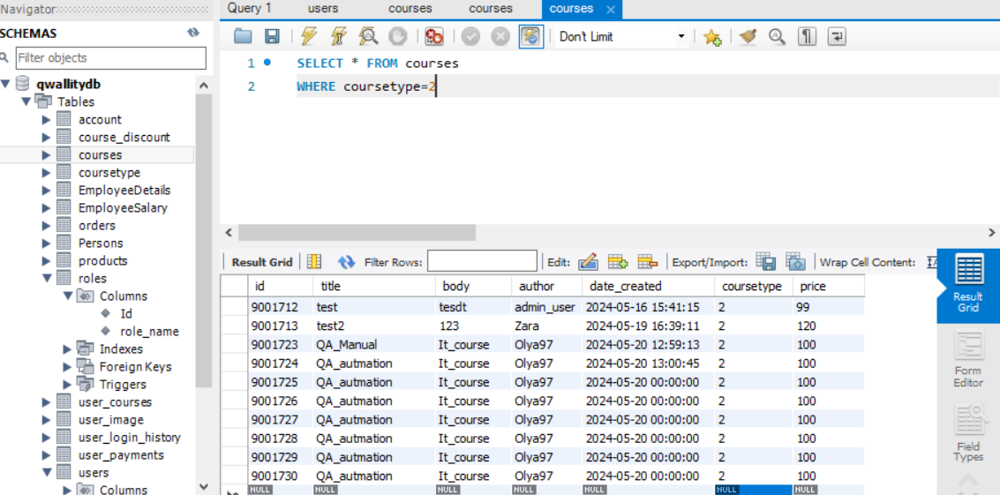 Navigator
Query 1 users courses courses courses
SCHEMAS
Don't Limit
Filter objects
1 SELECT * FROM courses
2 WHERE coursetype=2
qwallitydb
Tables
account
course_discount
courses
coursetype
EmployeeDetails
EmployeeSalary
orders
Persons
products
roles
Columns
Id
role_name
Indexes
Foreign Keys
Triggers
user_courses
user_image
user_login_history
user_payments
users
Columns
Result Grid Filter Rows: Edit: Export/Import: Wrap Cell Content:
id title body author date_created coursetype price
9001712 test tesdt admin_user 2024-05-16 15:41:15 2 99
9001713 test2 123 Zara 2024-05-19 16:39:11 2 120
9001723 QA_Manual It_course Olya97 2024-05-20 12:59:13 2 100
9001724 QA_autmation It_course Olya97 2024-05-20 13:00:45 2 100
9001725 QA_autmation It_course Olya97 2024-05-20 00:00:00 2 100
9001726 QA_autmation It_course Olya97 2024-05-20 00:00:00 2 100
9001727 QA_autmation It_course Olya97 2024-05-20 00:00:00 2 100
9001728 QA_autmation It_course Olya97 2024-05-20 00:00:00 2 100
9001729 QA_autmation It_course Olya97 2024-05-20 00:00:00 2 100
9001730 QA_autmation It_course Olya97 2024-05-20 00:00:00 2 100
NULL NULL NULL NULL NULL NULL NULL
Result
Grid
Form
Editor
Field
Types